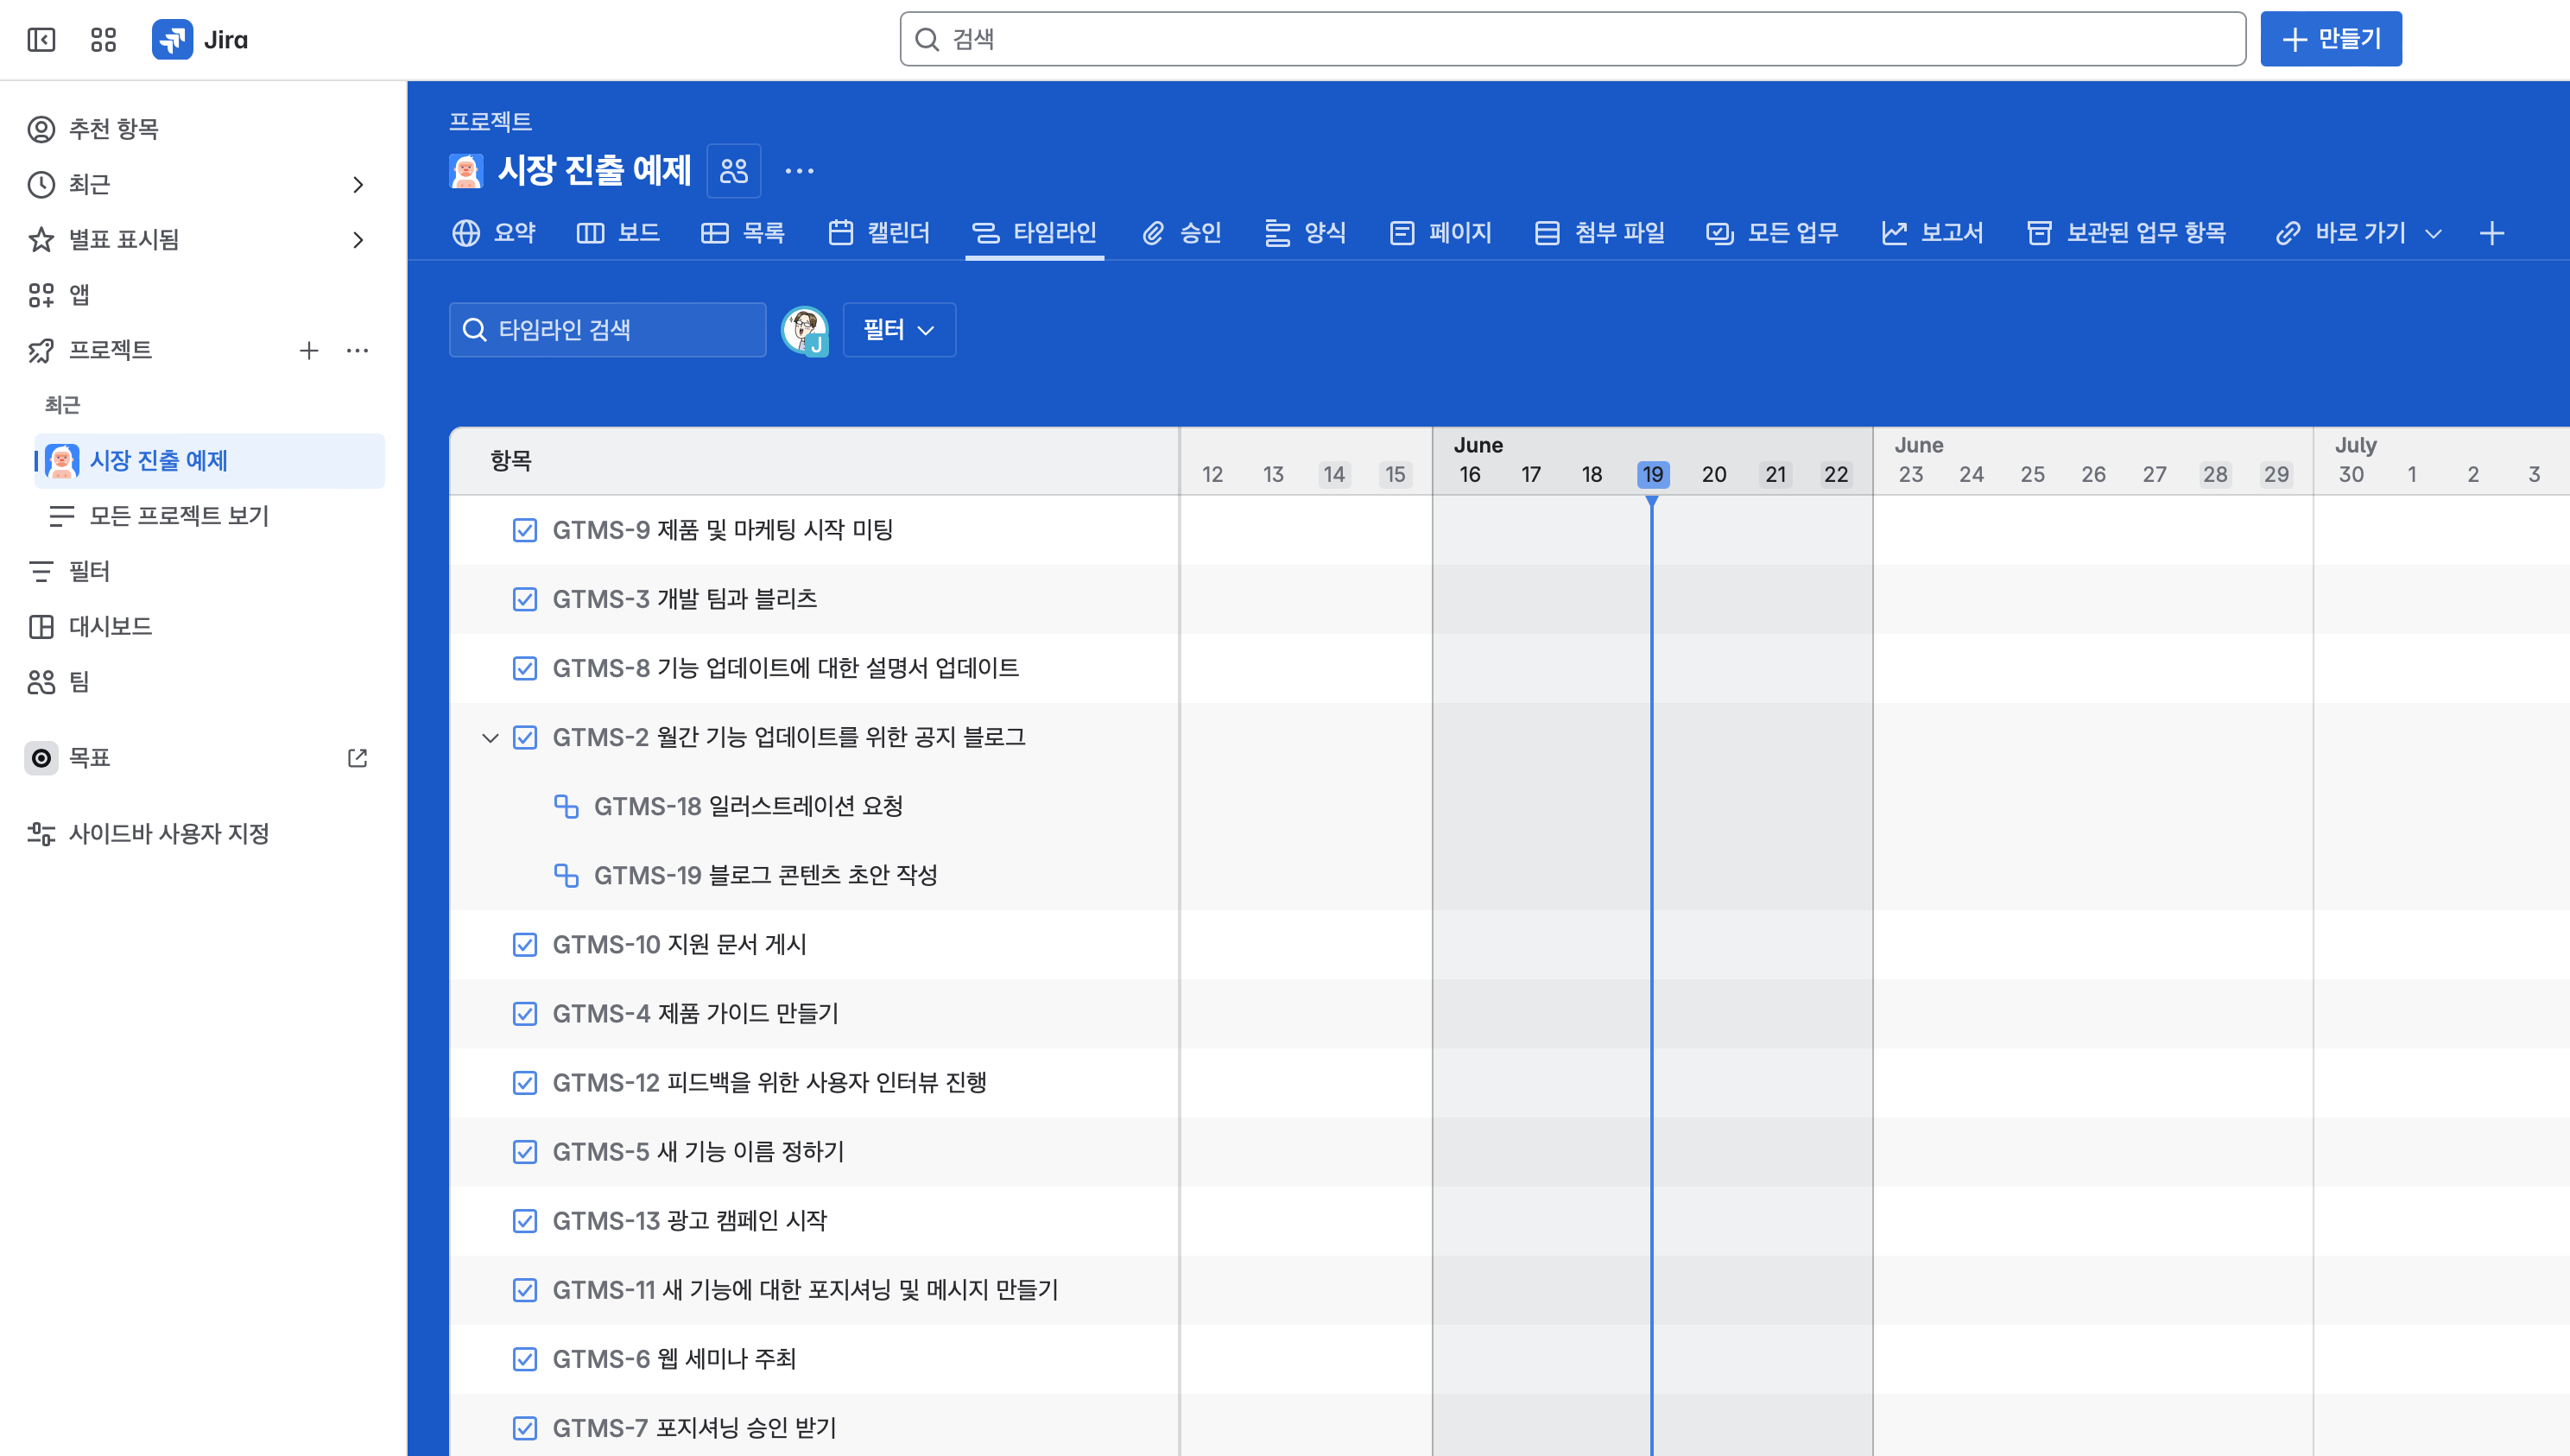 Jira
검색
만들기
추천 항목
최근
별표 표시됨
앱
프로젝트
최근
시장 진출 예제
모든 프로젝트 보기
필터
대시보드
팀
목표
사이드바 사용자 지정
프로젝트
시장 진출 예제
요약 보드 목록 캘린더 타임라인 승인 양식 페이지 첨부 파일 모든 업무 보고서 보관된 업무 항목 바로 가기
타임라인 검색 J 필터
항목
June June July
12 13 14 15 16 17 18 19 20 21 22 23 24 25 26 27 28 29 30 1 2 3
GTMS-9 제품 및 마케팅 시작 미팅
GTMS-3 개발 팀과 블리츠
GTMS-8 기능 업데이트에 대한 설명서 업데이트
GTMS-2 월간 기능 업데이트를 위한 공지 블로그
GTMS-18 일러스트레이션 요청
GTMS-19 블로그 콘텐츠 초안 작성
GTMS-10 지원 문서 게시
GTMS-4 제품 가이드 만들기
GTMS-12 피드백을 위한 사용자 인터뷰 진행
GTMS-5 새 기능 이름 정하기
GTMS-13 광고 캠페인 시작
GTMS-11 새 기능에 대한 포지셔닝 및 메시지 만들기
GTMS-6 웹 세미나 주최
GTMS-7 포지셔닝 승인 받기